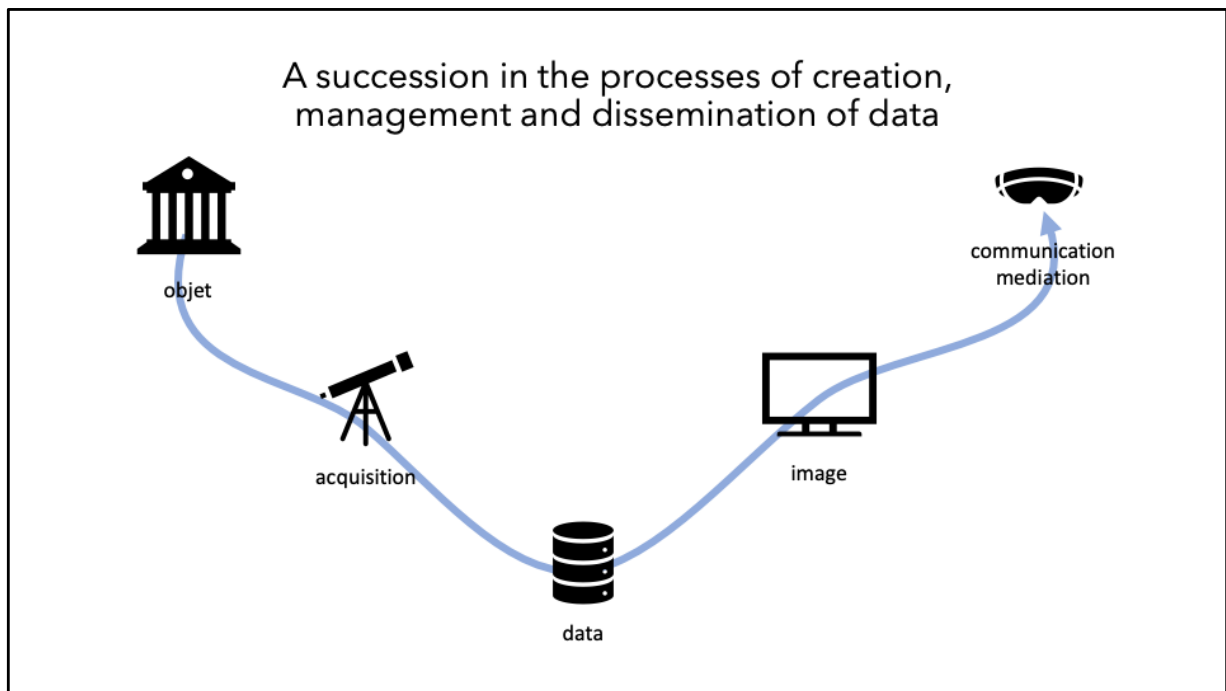 A succession in the processes of creation,
management and dissemination of data
objet
acquisition
data
image
communication
mediation